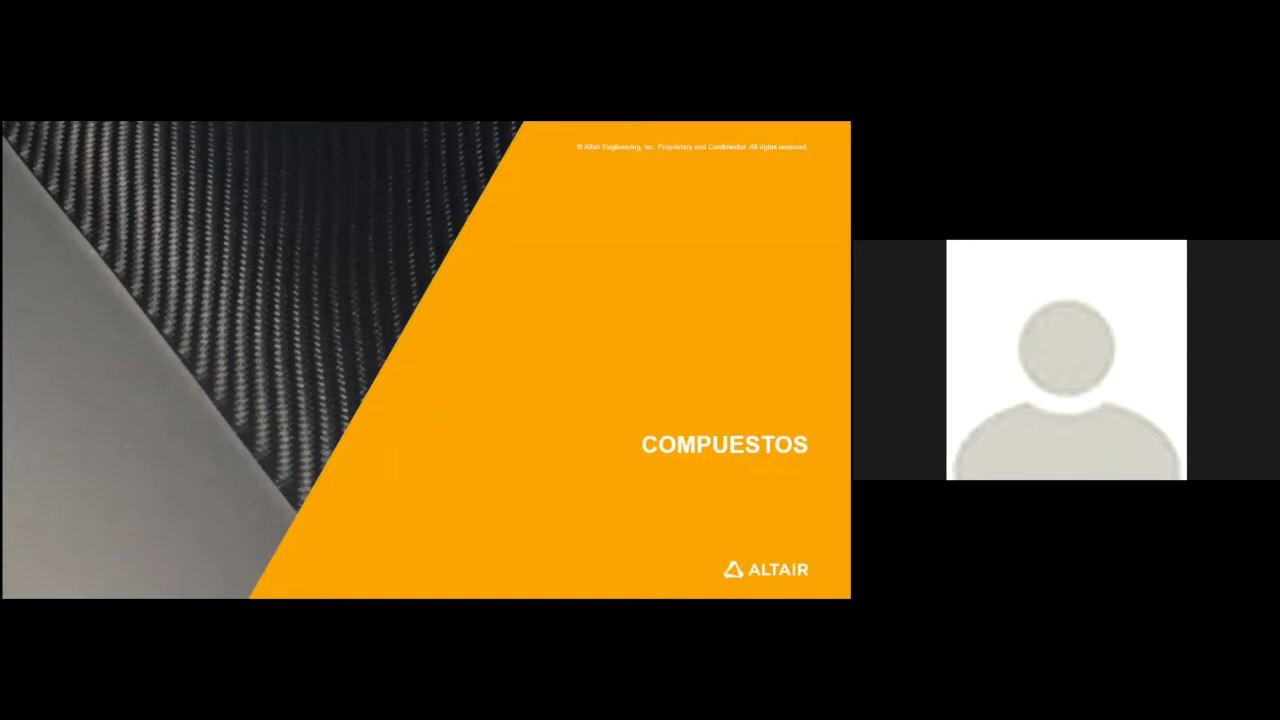 © Altair Engineering, Inc. Proprietary and Confidential. All rights reserved.
COMPUESTOS
ALTAIR